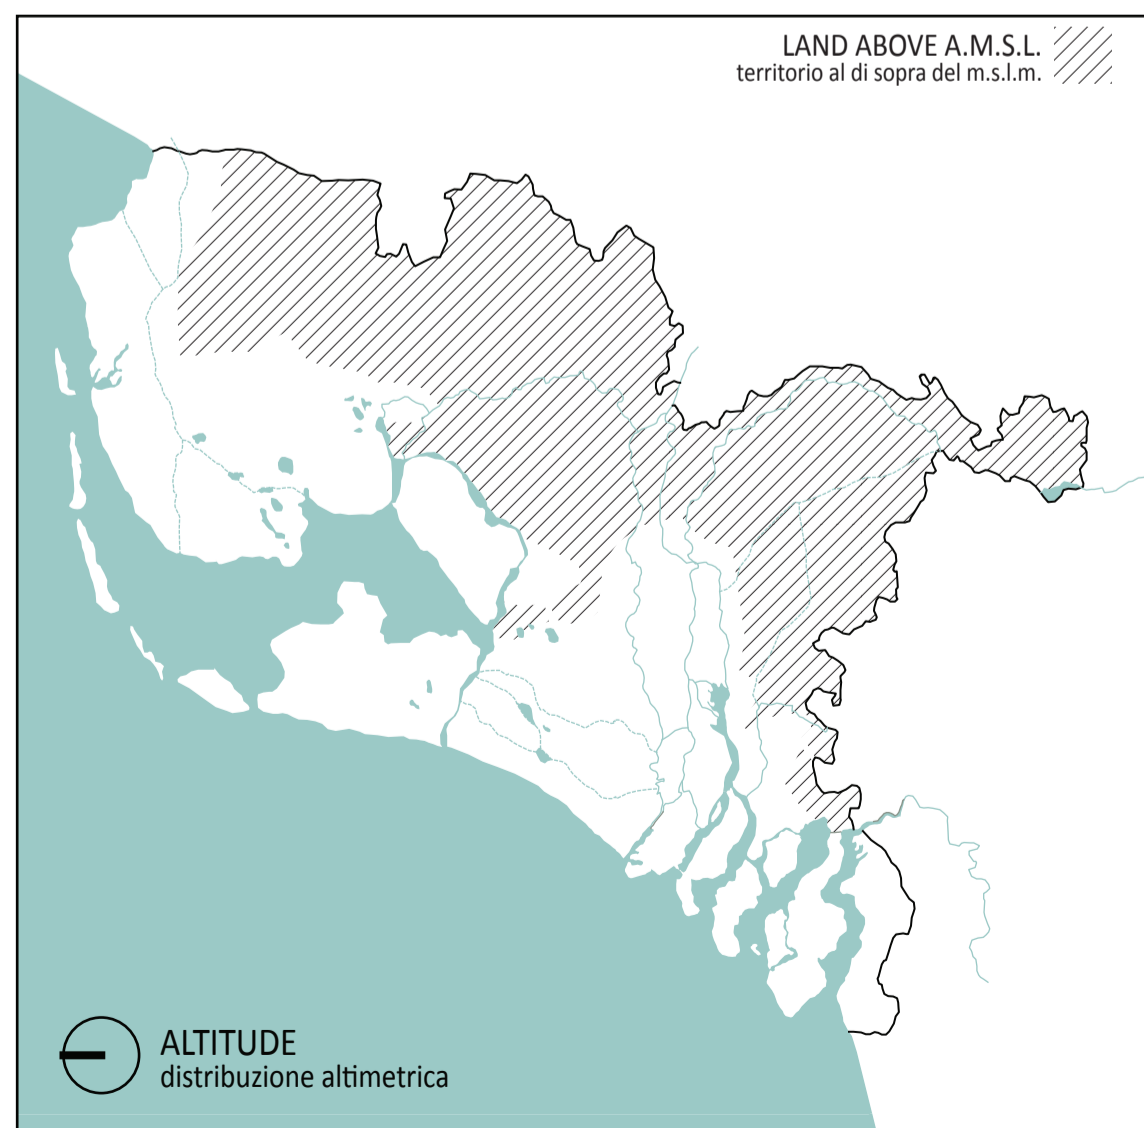 LAND ABOVE A.M.S.L.
territorio al di sopra del m.s.l.m.
ALTITUDE
distribuzione altimetrica